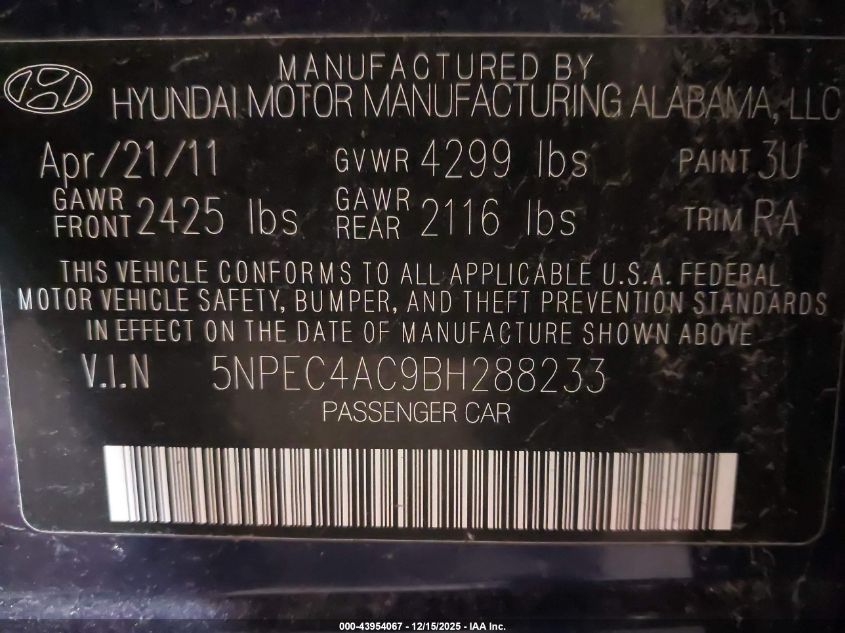 MANUFACTURED BY
HYUNDAI MOTOR MANUFACTURING ALABAMA, LLC
Apr/21/11 GVWR 4299 lbs PAINT 3U
GAWR FRONT 2425 lbs GAWR REAR 2116 lbs TRIM RA
THIS VEHICLE CONFORMS TO ALL APPLICABLE U.S.A. FEDERAL
MOTOR VEHICLE SAFETY, BUMPER, AND THEFT PREVENTION STANDARDS
IN EFFECT ON THE DATE OF MANUFACTURE SHOWN ABOVE
V.I.N 5NPEC4AC9BH288233
PASSENGER CAR
000-43954067 - 12/15/2025 - IAA Inc.